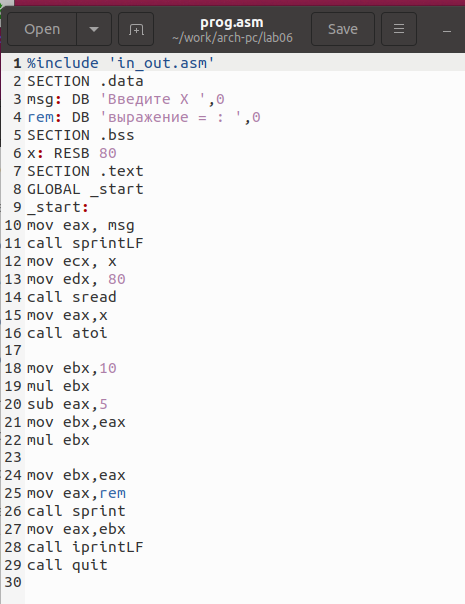 Open
prog.asm
~/work/arch-pc/lab06
Save
1 %include 'in_out.asm'
2 SECTION .data
3 msg: DB 'Введите X ',0
4 rem: DB 'выражение = : ',0
5 SECTION .bss
6 x: RESB 80
7 SECTION .text
8 GLOBAL _start
9 _start:
10 mov eax, msg
11 call sprintLF
12 mov ecx, x
13 mov edx, 80
14 call sread
15 mov eax,x
16 call atoi
17
18 mov ebx,10
19 mul ebx
20 sub eax,5
21 mov ebx,eax
22 mul ebx
23
24 mov ebx,eax
25 mov eax,rem
26 call sprint
27 mov eax,ebx
28 call iprintLF
29 call quit
30